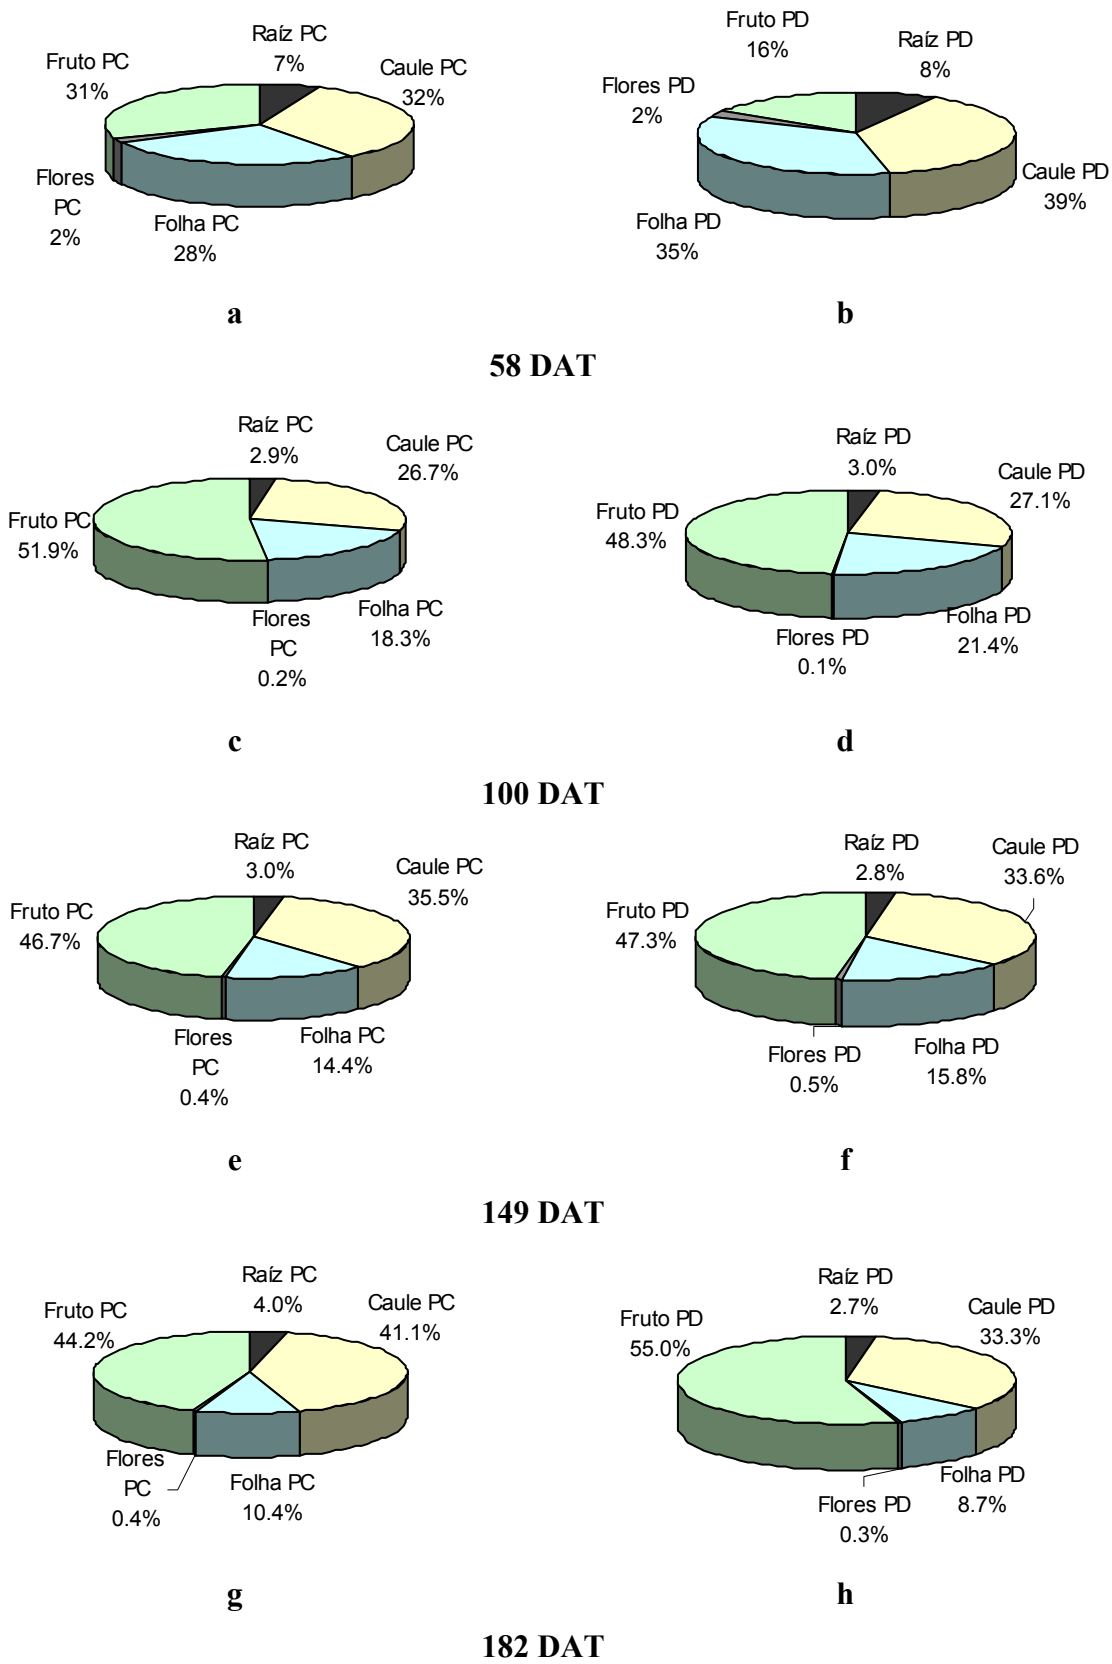 Raíz PC
7%
Caule PC
32%
Fruto PC
31%
Flores
PC
2%
Folha PC
28%
a
Fruto PD
16%
Raíz PD
8%
Flores PD
2%
Caule PD
39%
Folha PD
35%
b
58 DAT
Raíz PC
2.9%
Caule PC
26.7%
Fruto PC
51.9%
Flores
PC
0.2%
Folha PC
18.3%
c
Raíz PD
3.0%
Caule PD
27.1%
Fruto PD
48.3%
Flores PD
0.1%
Folha PD
21.4%
d
100 DAT
Raíz PC
3.0%
Caule PC
35.5%
Fruto PC
46.7%
Flores
PC
0.4%
Folha PC
14.4%
e
Raíz PD
2.8%
Caule PD
33.6%
Fruto PD
47.3%
Flores PD
0.5%
Folha PD
15.8%
f
149 DAT
Raíz PC
4.0%
Caule PC
41.1%
Fruto PC
44.2%
Flores
PC
0.4%
Folha PC
10.4%
g
Raíz PD
2.7%
Caule PD
33.3%
Fruto PD
55.0%
Flores PD
0.3%
Folha PD
8.7%
h
182 DAT